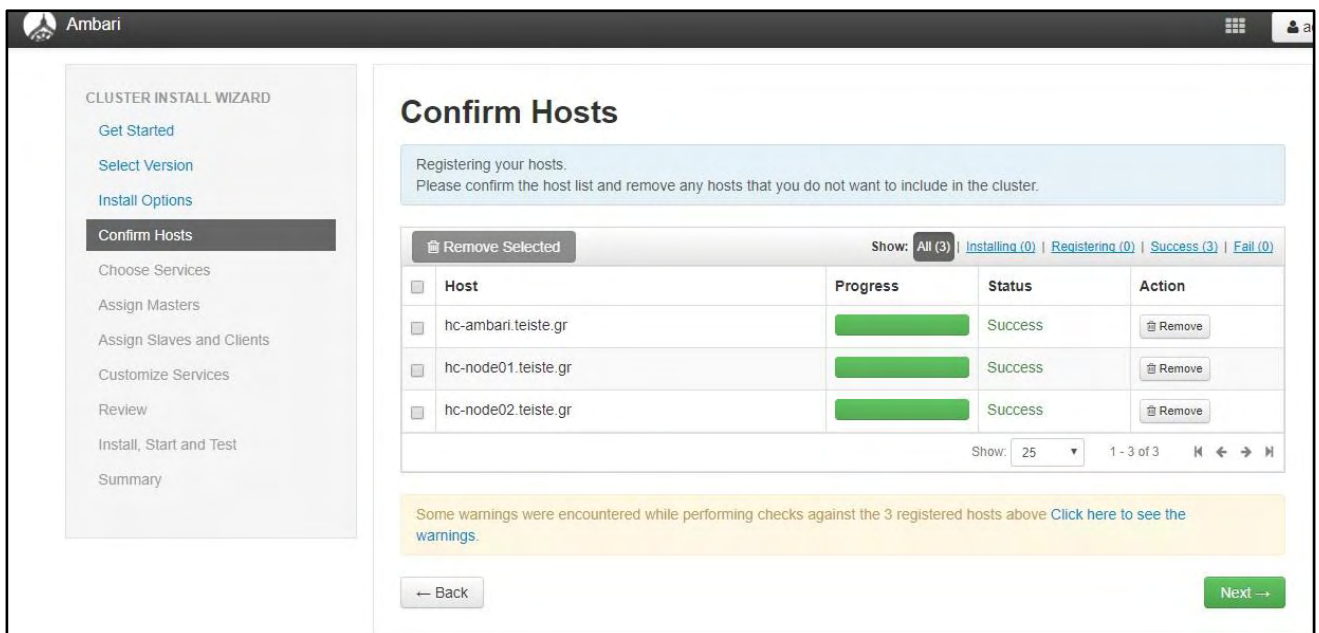 Ambari
CLUSTER INSTALL WIZARD
Get Started
Select Version
Install Options
Confirm Hosts
Choose Services
Assign Masters
Assign Slaves and Clients
Customize Services
Review
Install, Start and Test
Summary
Confirm Hosts
Registering your hosts.
Please confirm the host list and remove any hosts that you do not want to include in the cluster.
Remove Selected Show: All (3) | Installing (0) | Registering (0) | Success (3) | Fail (0)
Host Progress Status Action
hc-ambari.teiste.gr Success Remove
hc-node01.teiste.gr Success Remove
hc-node02.teiste.gr Success Remove
Show: 25 1 - 3 of 3
Some warnings were encountered while performing checks against the 3 registered hosts above Click here to see the
warnings.
← Back Next →